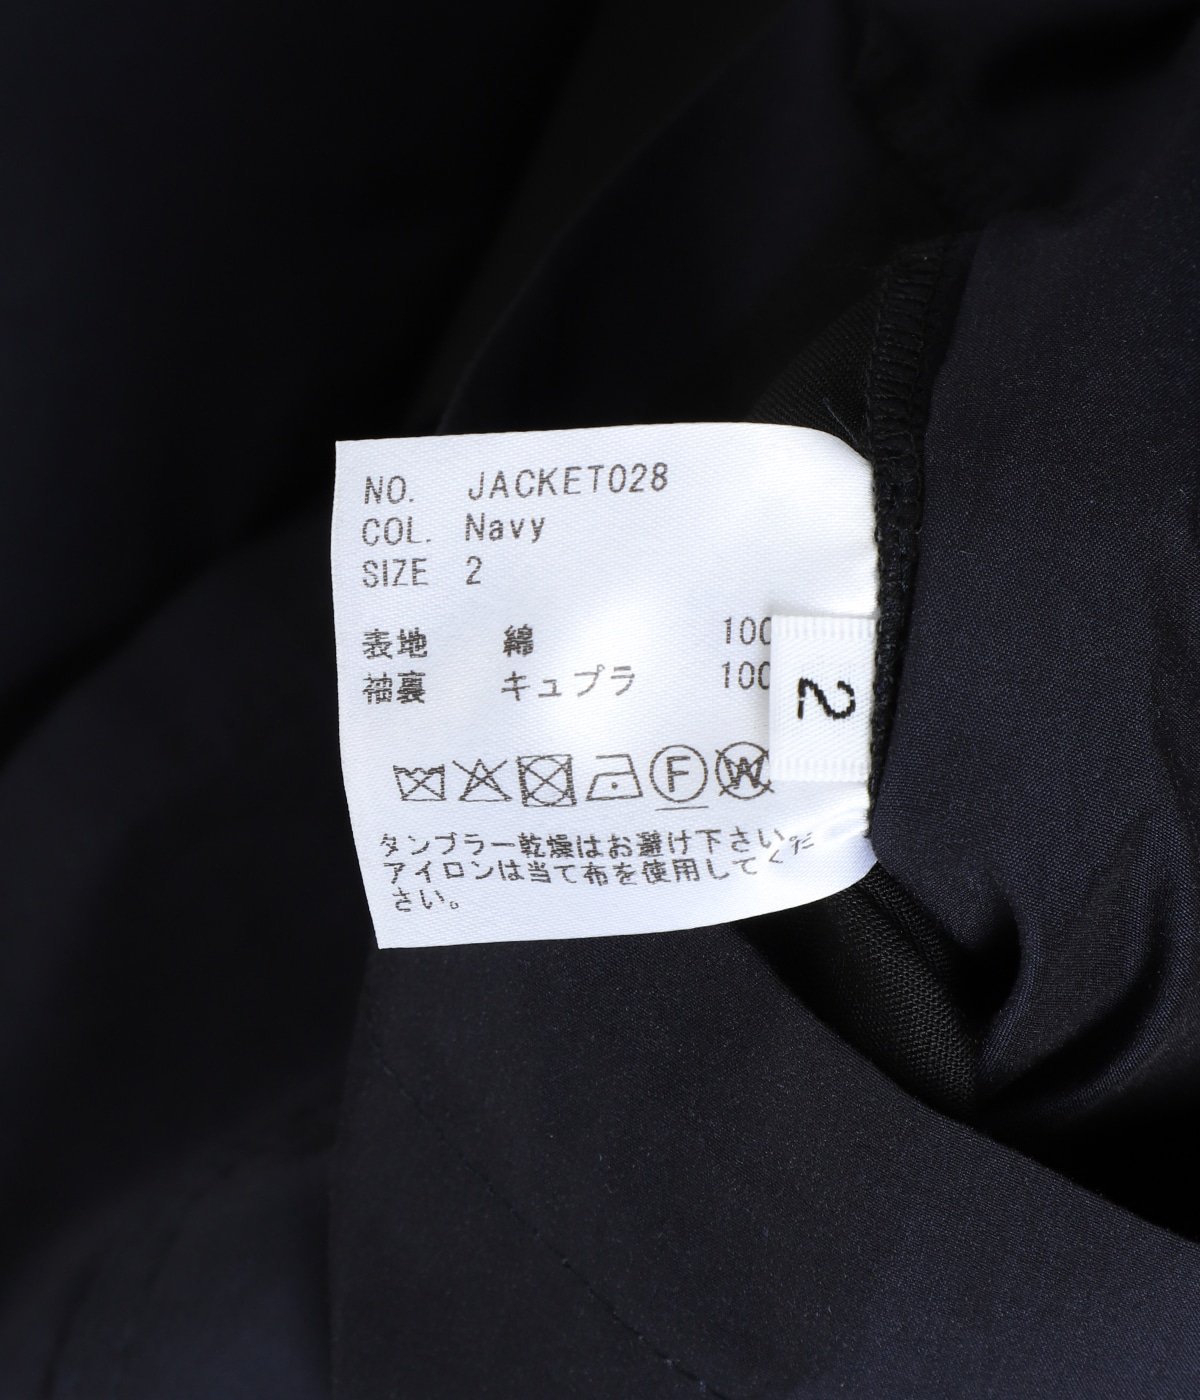 NO. JACKET028
COL. Navy
SIZE 2
表地 綿 100
袖裏 キュプラ 100
2
F W
タンブラー乾燥はお避け下さい。
アイロンは当て布を使用してくだ
さい。